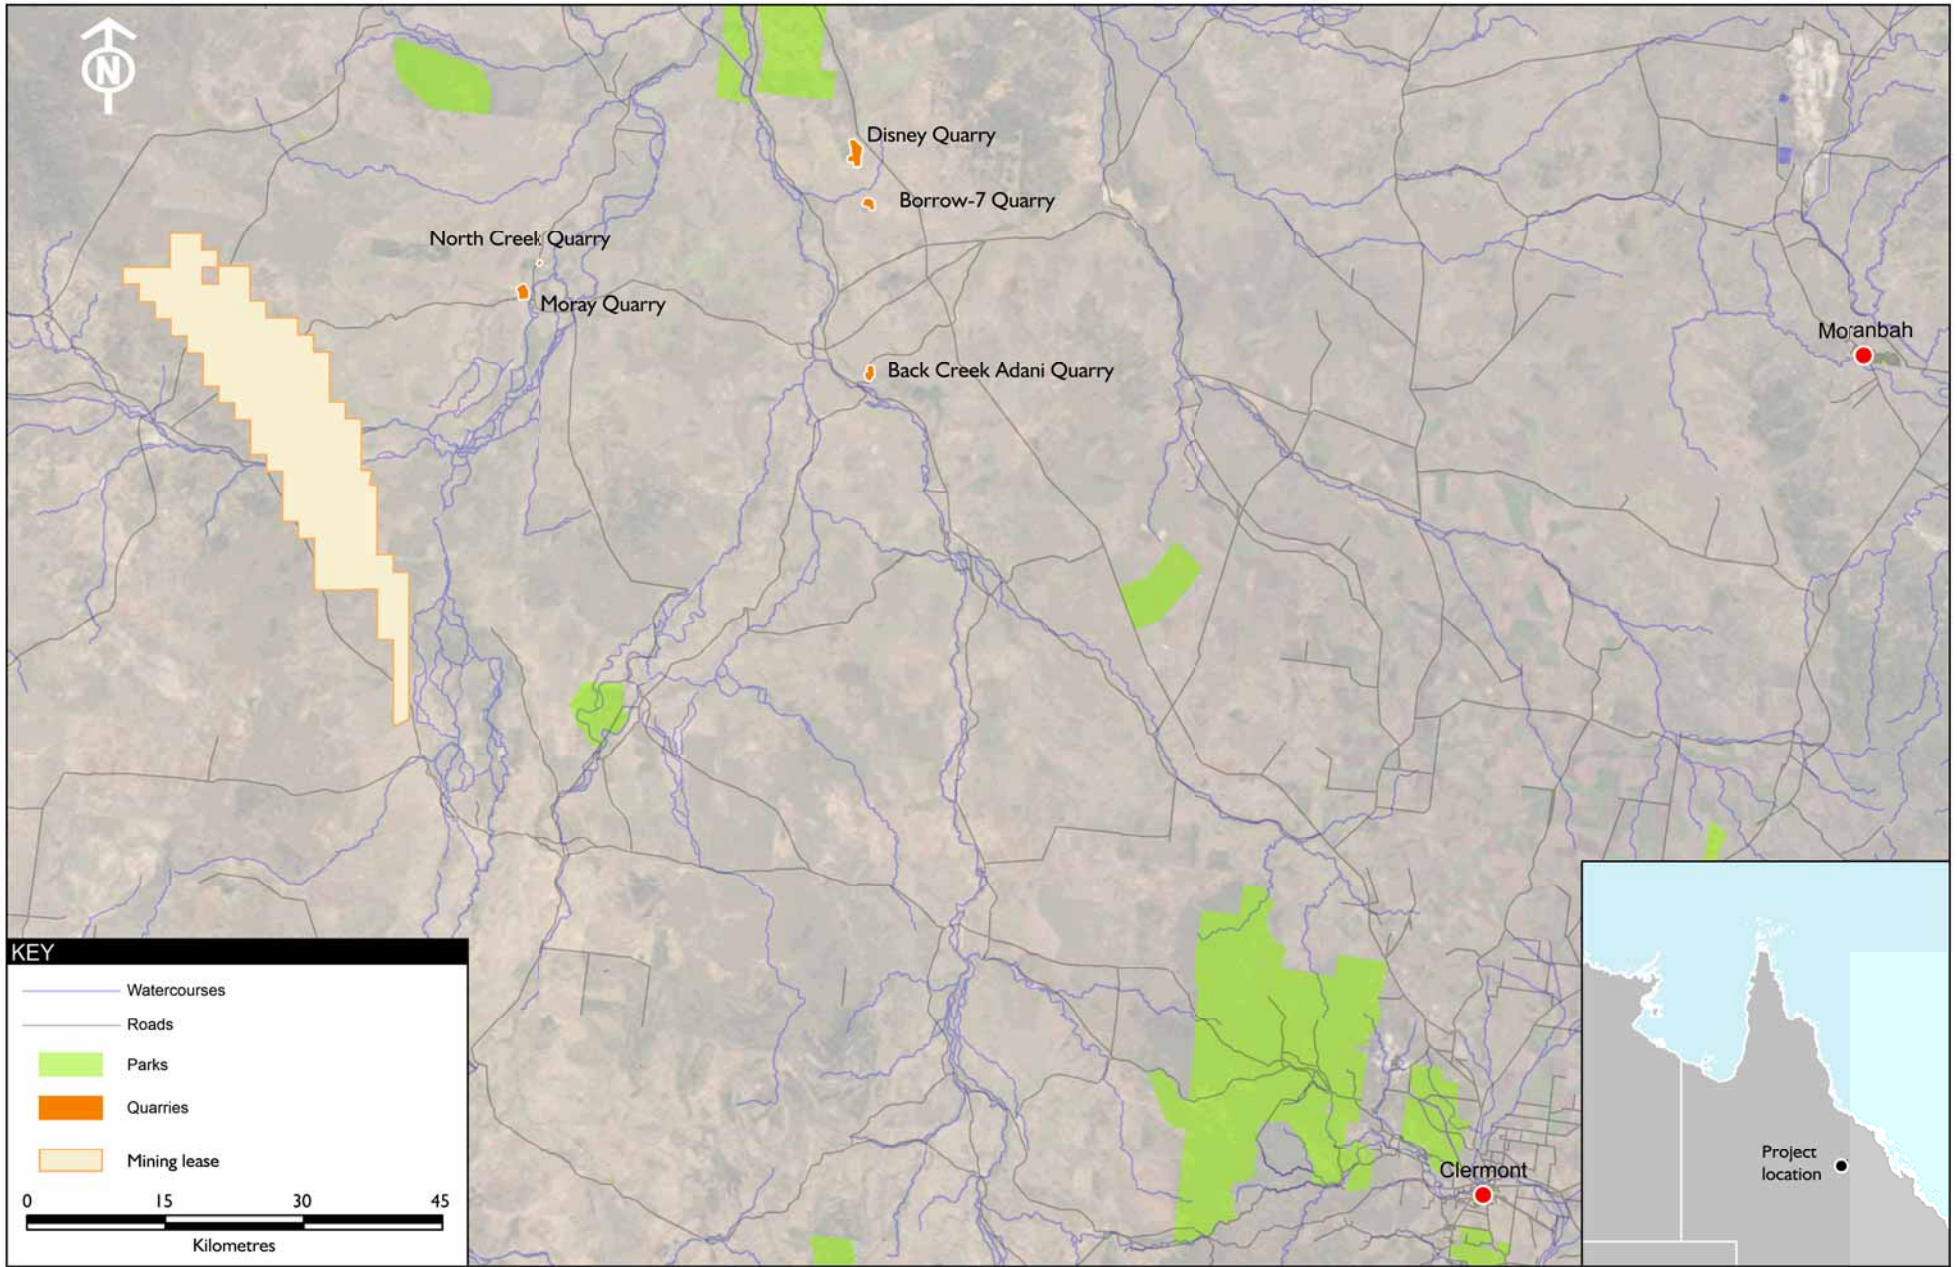 N
Disney Quarry
Borrow-7 Quarry
North Creek Quarry
Moray Quarry
Moranbah
Back Creek Adani Quarry
KEY
Watercourses
Roads
Parks
Quarries
Mining lease
0 15 30 45
Kilometres
Clermont
Project
location